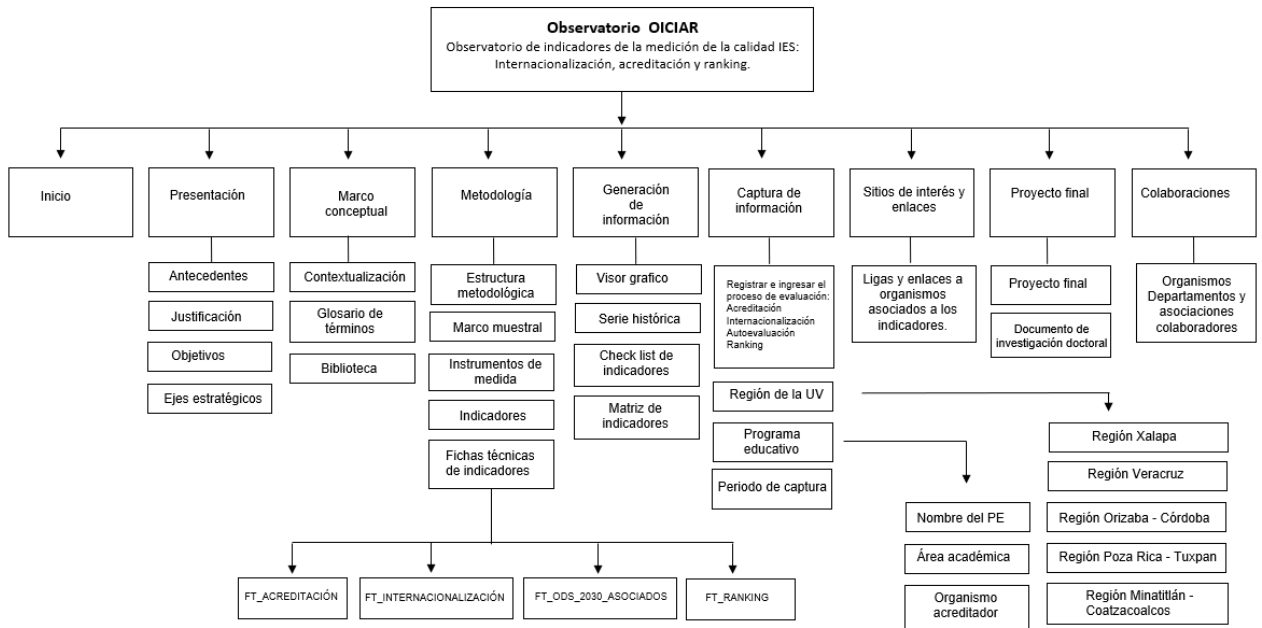 Observatorio OICIAR
Observatorio de indicadores de la medición de la calidad IES:
Internacionalización, acreditación y ranking.
Inicio
Presentación
Marco
conceptual
Metodología
Generación
de
información
Captura de
información
Sitios de interés y
enlaces
Proyecto final
Colaboraciones
Antecedentes
Justificación
Objetivos
Ejes estratégicos
Contextualización
Glosario de
términos
Biblioteca
Estructura
metodológica
Marco muestral
Instrumentos de
medida
Indicadores
Fichas técnicas
de indicadores
Visor grafico
Serie histórica
Check list de
indicadores
Matriz de
indicadores
Registrar e ingresar el
proceso de evaluación:
Acreditación
Internacionalización
Autoevaluación
Ranking
Región de la UV
Programa
educativo
Periodo de captura
Ligas y enlaces a
organismos
asociados a los
indicadores.
Proyecto final
Documento de
investigación doctoral
Organismos
Departamentos y
asociaciones
colaboradores
Región Xalapa
Región Veracruz
Región Orizaba - Córdoba
Región Poza Rica - Tuxpan
Región Minatitlán -
Coatzacoalcos
Nombre del PE
Área académica
Organismo
acreditador
FT_ACREDITACIÓN
FT_INTERNACIONALIZACIÓN
FT_ODS_2030_ASOCIADOS
FT_RANKING